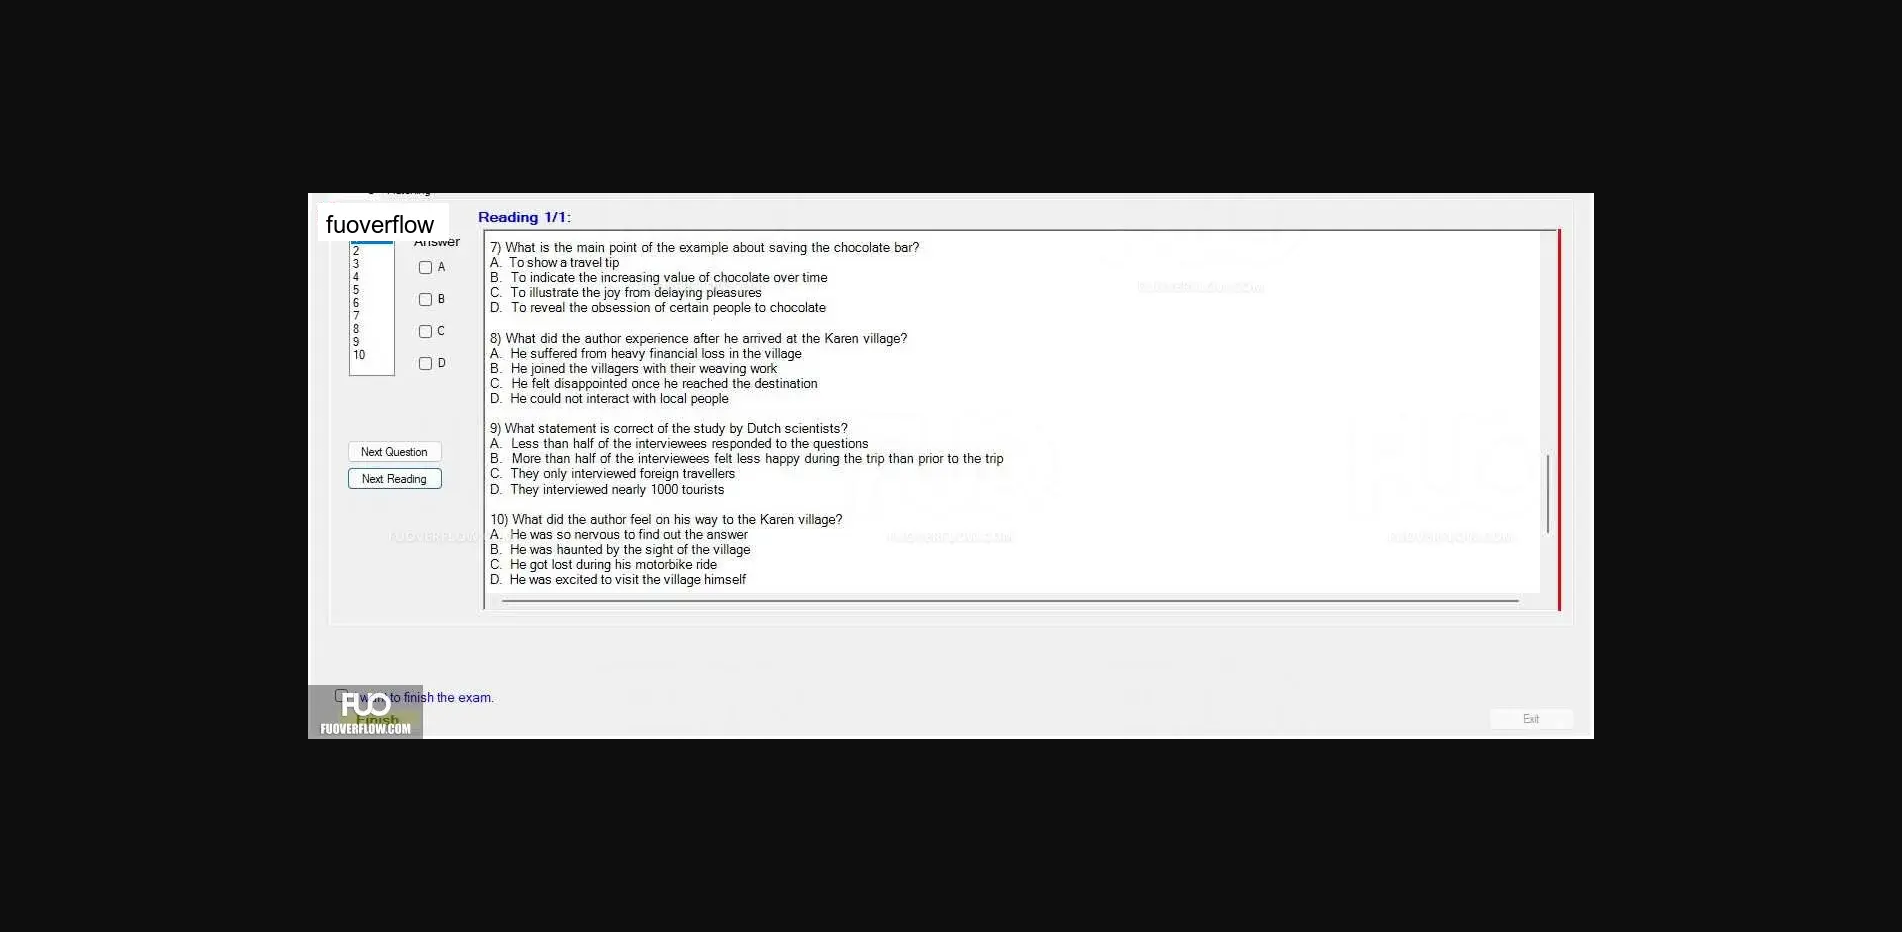 fuoverflow
Reading 1/1:
Answer
2
3
4
5
6
7
8
9
10
A
B
C
D
7) What is the main point of the example about saving the chocolate bar?
A. To show a travel tip
B. To indicate the increasing value of chocolate over time
C. To illustrate the joy from delaying pleasures
D. To reveal the obsession of certain people to chocolate
8) What did the author experience after he arrived at the Karen village?
A. He suffered from heavy financial loss in the village
B. He joined the villagers with their weaving work
C. He felt disappointed once he reached the destination
D. He could not interact with local people
9) What statement is correct of the study by Dutch scientists?
A. Less than half of the interviewees responded to the questions
B. More than half of the interviewees felt less happy during the trip than prior to the trip
C. They only interviewed foreign travellers
D. They interviewed nearly 1000 tourists
10) What did the author feel on his way to the Karen village?
A. He was so nervous to find out the answer
B. He was haunted by the sight of the village
C. He got lost during his motorbike ride
D. He was excited to visit the village himself
Next Question
Next Reading
want to finish the exam.
Finish
FUO
FUOVERFLOW.COM
Exit